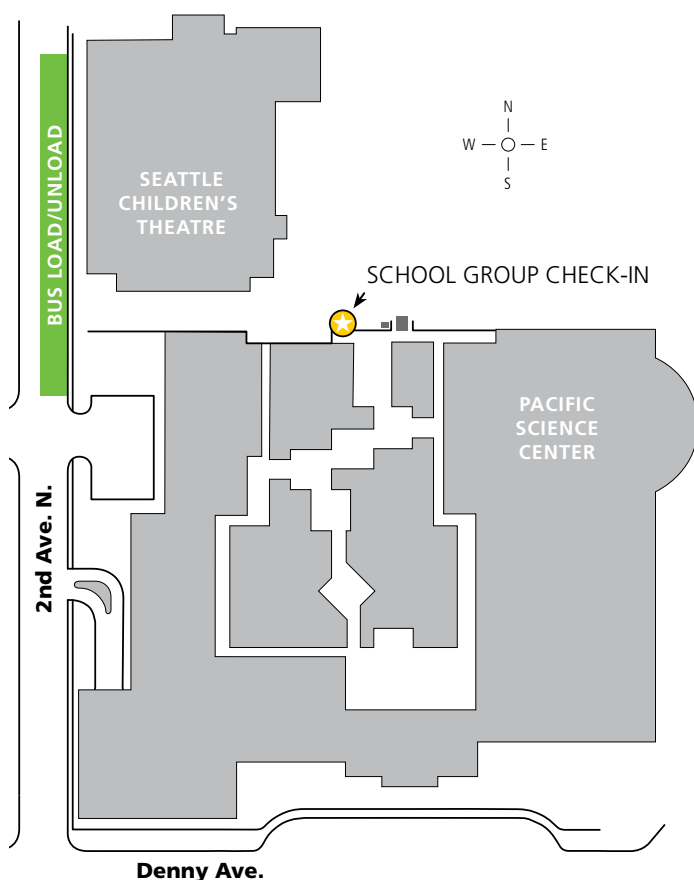 BUS LOAD/UNLOAD
SEATTLE
CHILDREN'S
THEATRE
N
W
E
S
SCHOOL GROUP CHECK-IN
PACIFIC
SCIENCE
CENTER
2nd Ave. N.
Denny Ave.